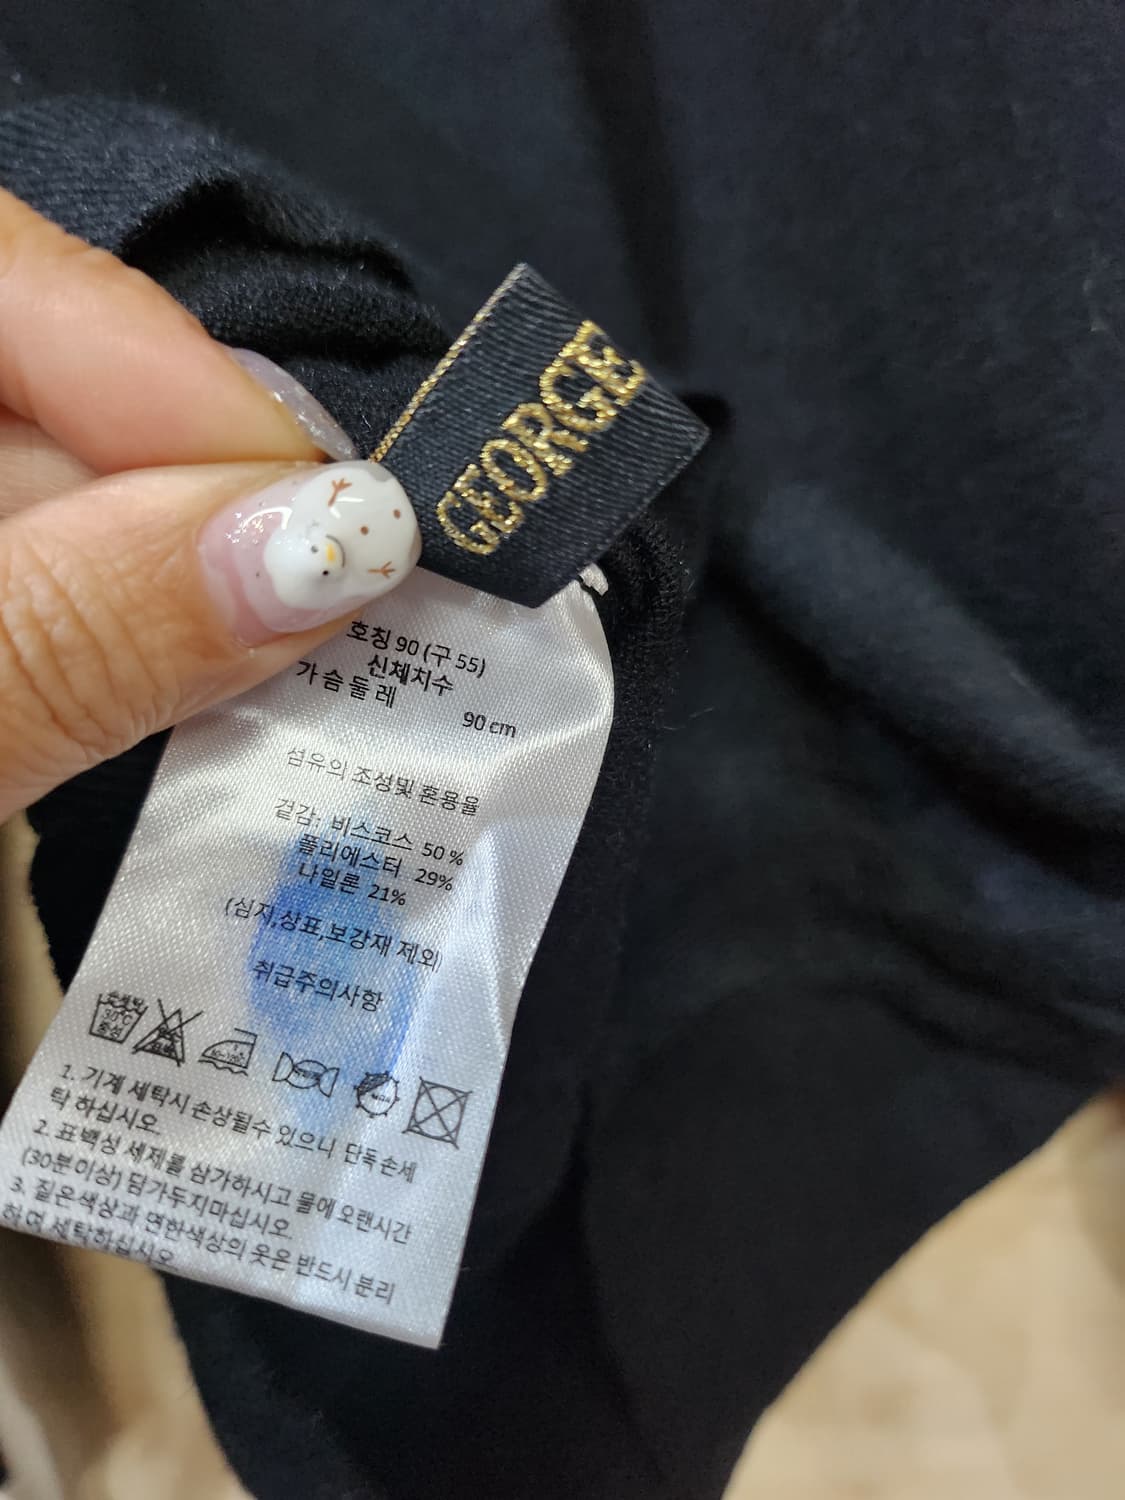 GEORGE
호칭 90 (구 55)
신체치수
가슴둘레
90 cm
섬유의 조성및 혼용율
겉감: 비스코스 50 %
폴리에스터 29%
나일론 21%
(심지,상표,보강재 제외)
취급주의사항
손세탁
30°C
중성
1. 기계 세탁시 손상될수 있으니 단독손세
탁 하십시오.
2. 표백성 세제를 삼가하시고 물에 오랜시간
(30분이상) 담가두지마십시오.
3. 짙은색상과 연한색상의 옷은 반드시 분리
하여 세탁하십시오.